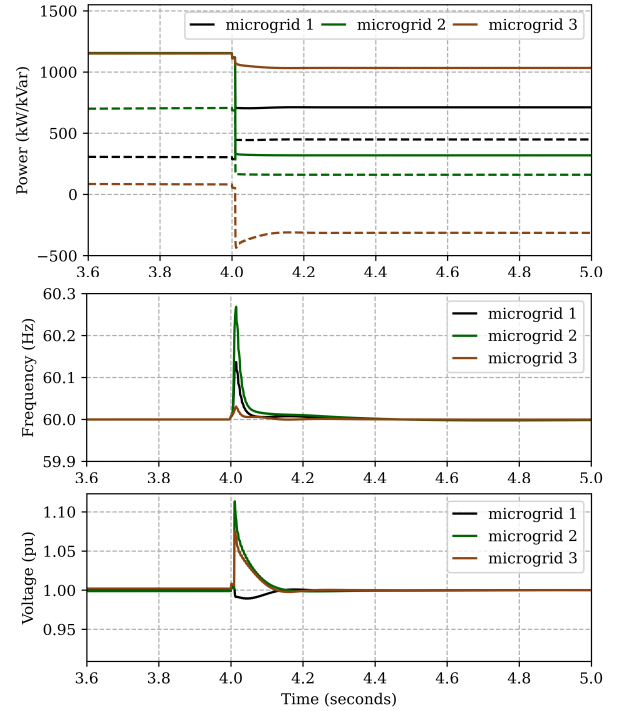 1500
1000
500
0
−500
Power (kW/kVar)
microgrid 1 microgrid 2 microgrid 3
3.6 3.8 4.0 4.2 4.4 4.6 4.8 5.0
60.3
60.2
60.1
60.0
59.9
Frequency (Hz)
microgrid 1
microgrid 2
microgrid 3
3.6 3.8 4.0 4.2 4.4 4.6 4.8 5.0
1.10
1.05
1.00
0.95
Voltage (pu)
microgrid 1
microgrid 2
microgrid 3
3.6 3.8 4.0 4.2 4.4 4.6 4.8 5.0
Time (seconds)